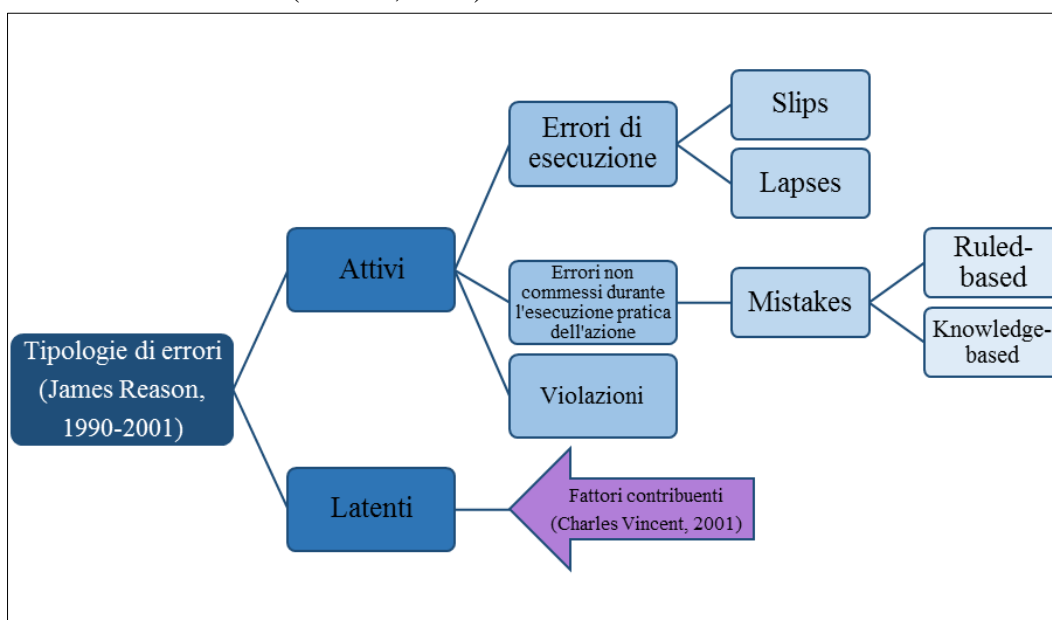 Tipologie di errori
(James Reason,
1990-2001)
Attivi
Latenti
Errori di
esecuzione
Errori non
commessi durante
l'esecuzione pratica
dell'azione
Violazioni
Fattori contribuenti
(Charles Vincent, 2001)
Slips
Lapses
Mistakes
Ruled-
based
Knowledge-
based